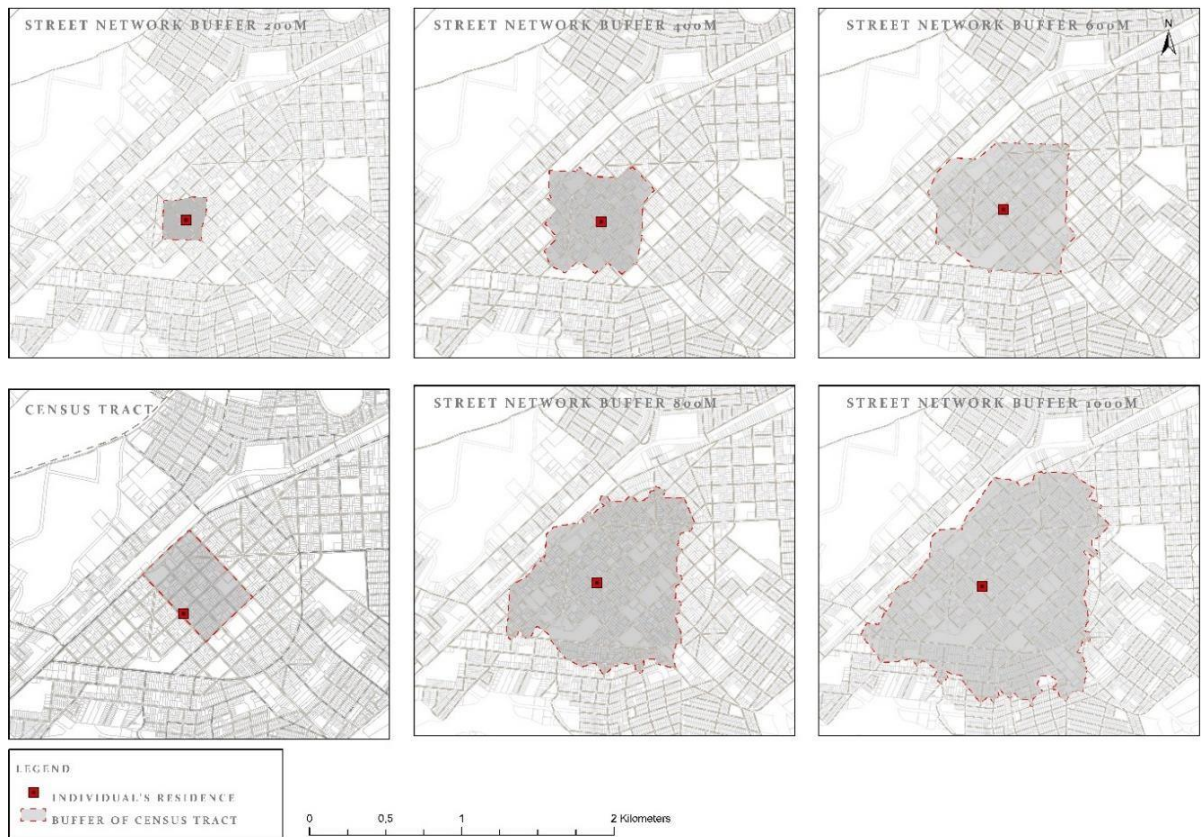 STREET NETWORK BUFFER 200M
STREET NETWORK BUFFER 400M
STREET NETWORK BUFFER 600M
N
CENSUS TRACT
STREET NETWORK BUFFER 800M
STREET NETWORK BUFFER 1000M
LEGEND
INDIVIDUAL'S RESIDENCE
BUFFER OF CENSUS TRACT
0 0,5 1 2 Kilometers